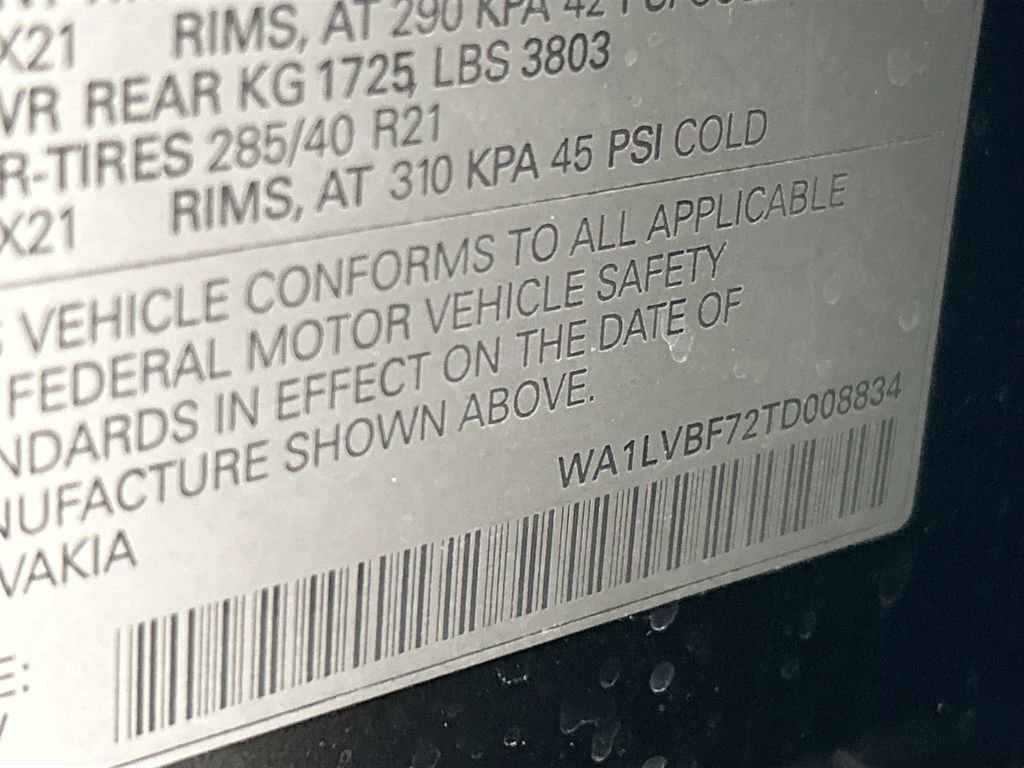 X21 RIMS, AT 290 KPA 42
VR REAR KG 1725, LBS 3803
R-TIRES 285/40 R21
X21 RIMS, AT 310 KPA 45 PSI COLD
VEHICLE CONFORMS TO ALL APPLICABLE
FEDERAL MOTOR VEHICLE SAFETY
NDARDS IN EFFECT ON THE DATE OF
NUFACTURE SHOWN ABOVE.
WA1LVBF72TD008834
VAKIA
E: